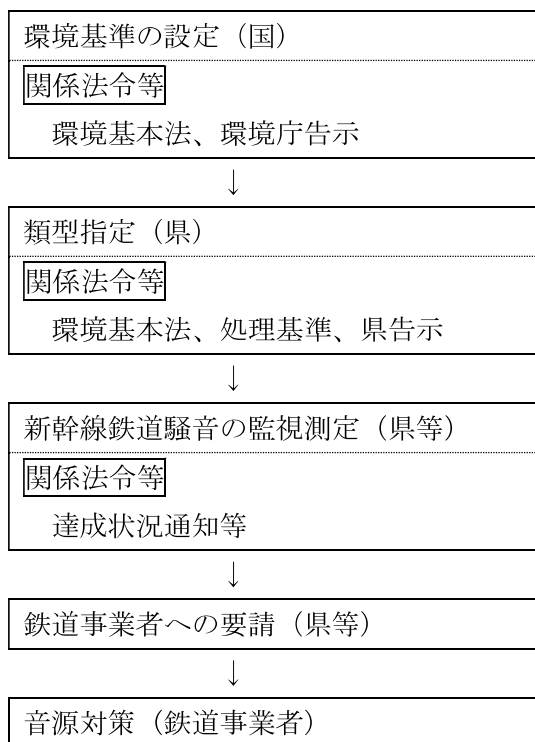 環境基準の設定（国）
関係法令等
環境基本法、環境庁告示
↓
類型指定（県）
関係法令等
環境基本法、処理基準、県告示
↓
新幹線鉄道騒音の監視測定（県等）
関係法令等
達成状況通知等
↓
鉄道事業者への要請（県等）
↓
音源対策（鉄道事業者）